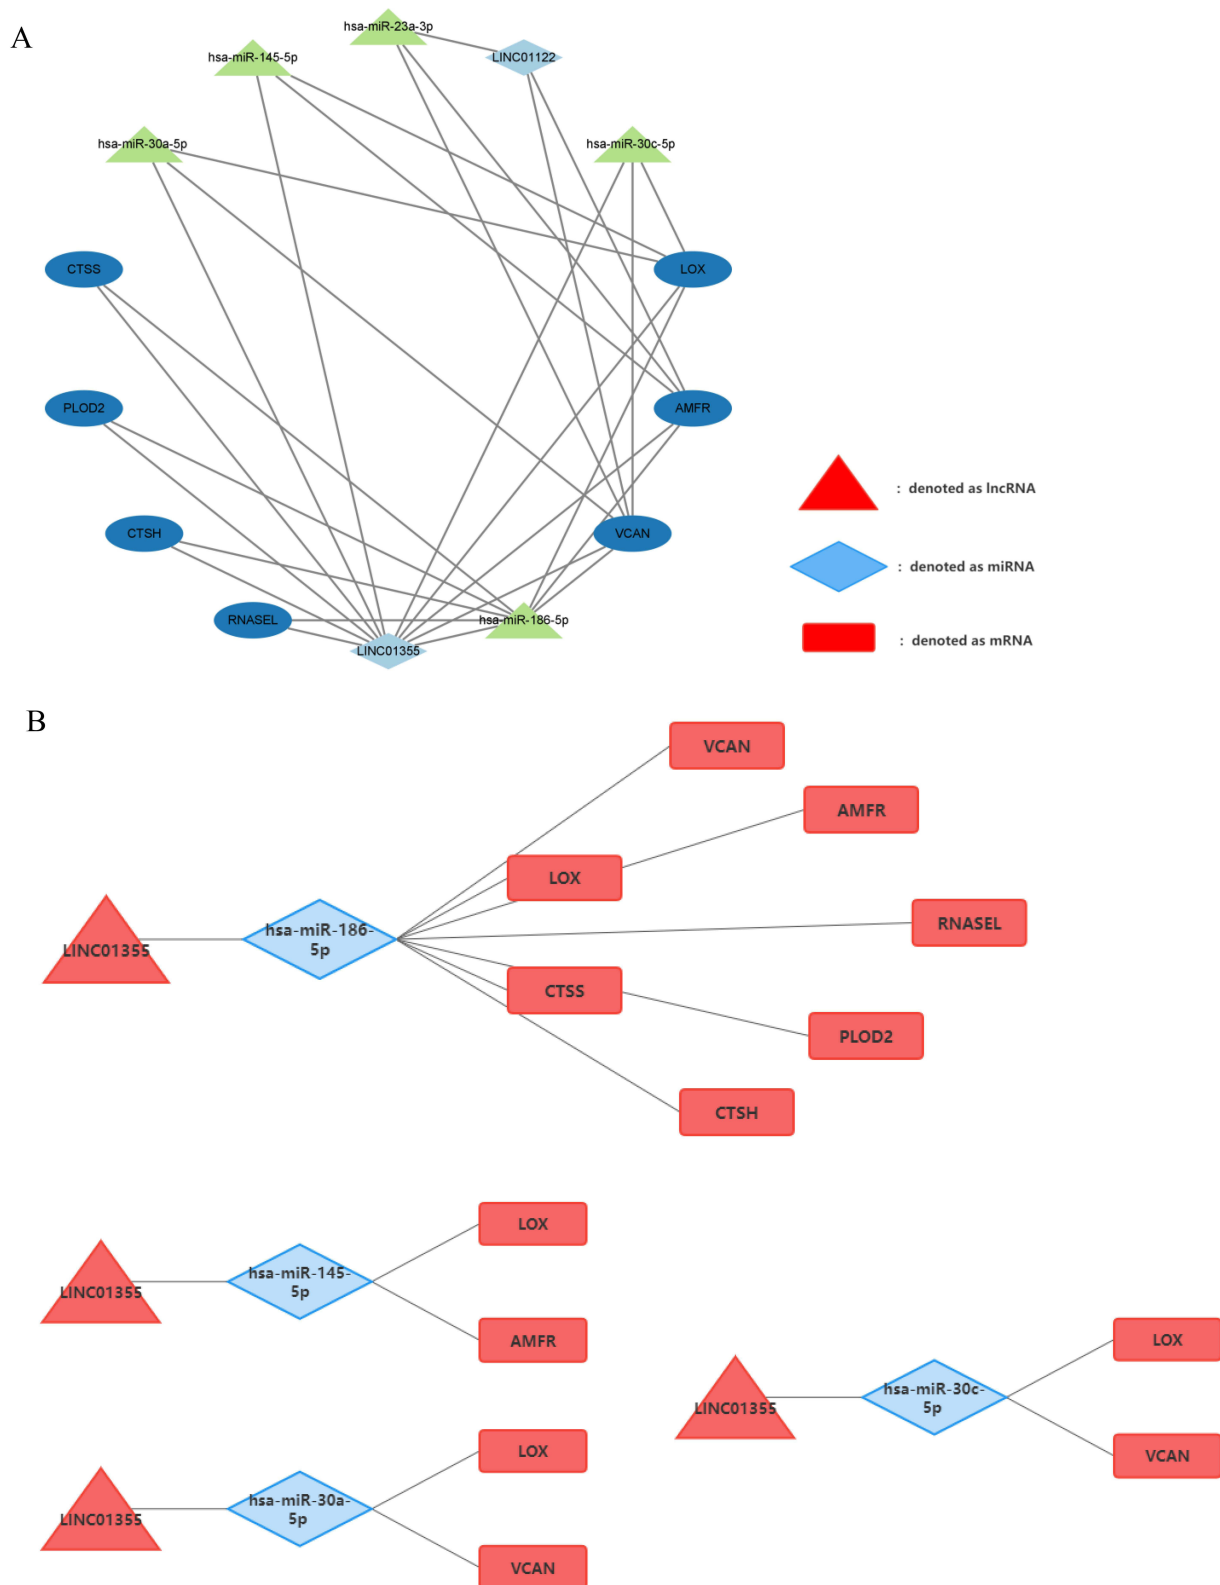 A
hsa-miR-23a-3p
hsa-miR-145-5p
LINC01122
hsa-miR-30a-5p
hsa-miR-30c-5p
CTSS
LOX
PLOD2
AMFR
CTSH
VCAN
RNASEL
hsa-miR-186-5p
LINC01355
: denoted as lncRNA
: denoted as miRNA
: denoted as mRNA
B
VCAN
AMFR
LOX
RNASEL
LINC01355
hsa-miR-186-
5p
CTSS
PLOD2
CTSH
LOX
LINC01355
hsa-miR-145-
5p
AMFR
LOX
LINC01355
hsa-miR-30c-
5p
VCAN
LOX
LINC01355
hsa-miR-30a-
5p
VCAN